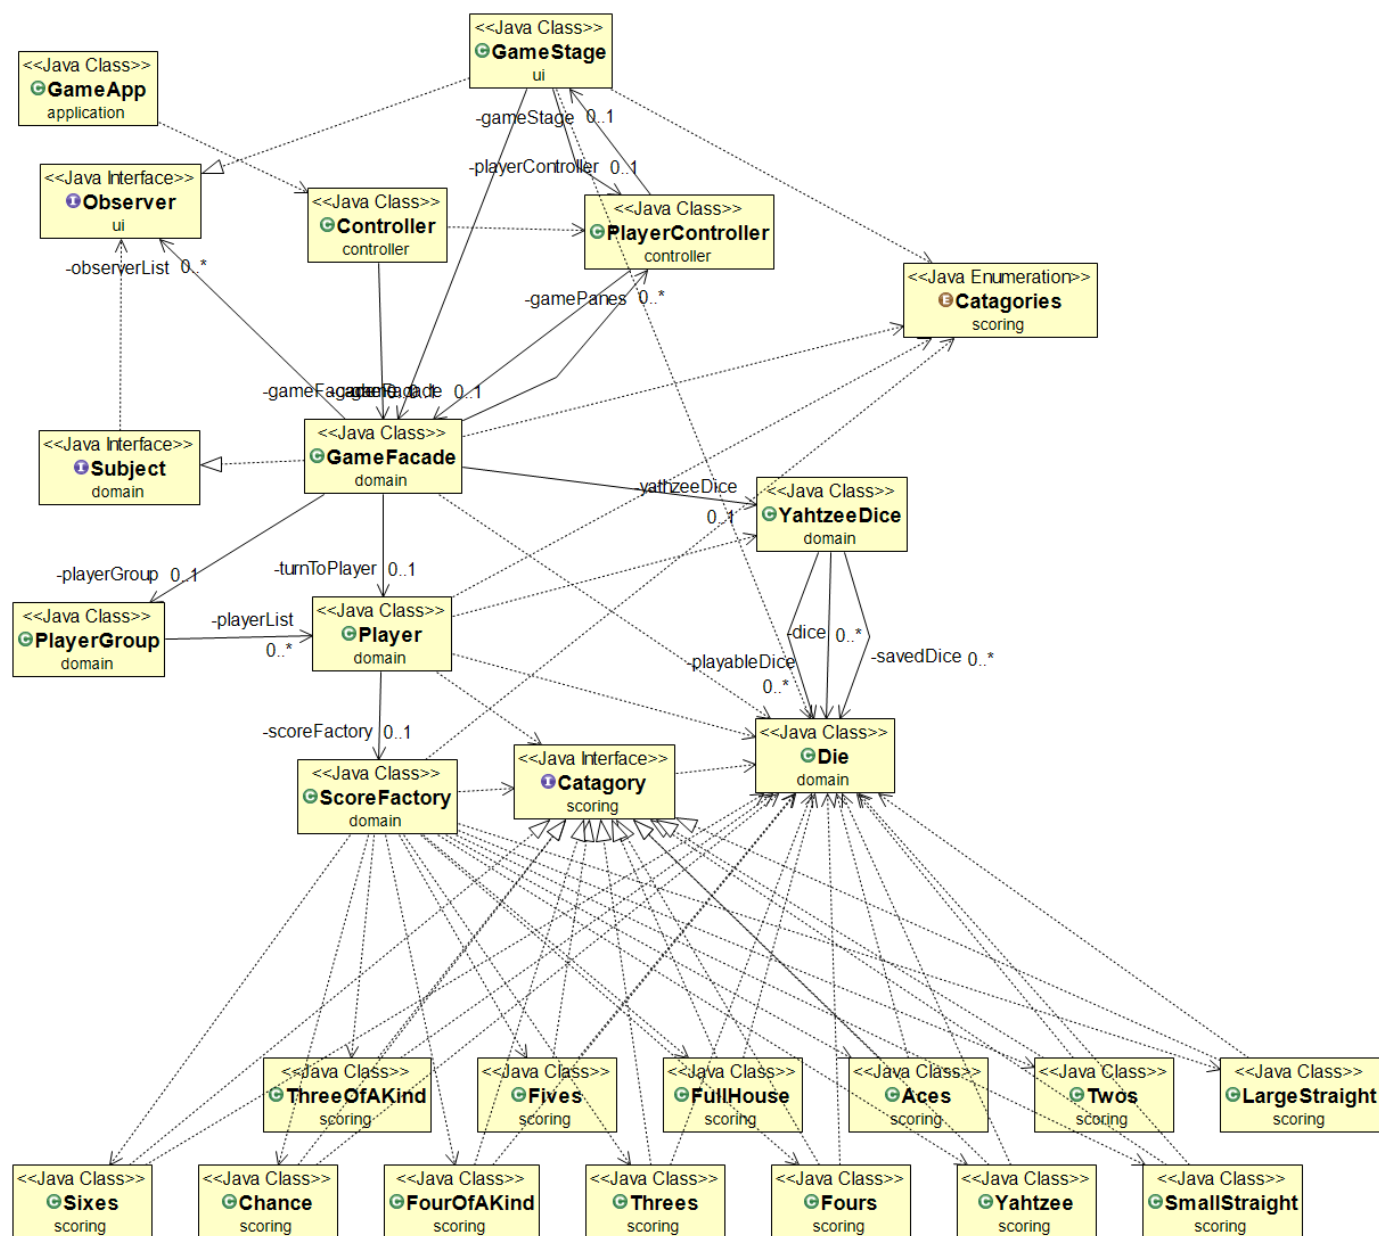 <<Java Class>>
GameStage
ui
<<Java Class>>
GameApp
application
-gameStage 0..1
-playerController 0..1
<<Java Interface>>
Observer
ui
<<Java Class>>
Controller
controller
<<Java Class>>
PlayerController
controller
-observerList 0..*
-gamePanes 0..*
<<Java Enumeration>>
Catagories
scoring
-gameFacade 0..1
<<Java Class>>
GameFacade
domain
<<Java Interface>>
Subject
domain
-yahtzeeDice
0..1
<<Java Class>>
YahtzeeDice
domain
-playerGroup 0..1
-turnToPlayer 0..1
<<Java Class>>
PlayerGroup
domain
-playerList
0..*
<<Java Class>>
Player
domain
-dice 0..*
-savedDice 0..*
-playableDice
0..*
-scoreFactory 0..1
<<Java Class>>
ScoreFactory
domain
<<Java Interface>>
Catagory
scoring
<<Java Class>>
Die
domain
<<Java Class>>
ThreeOfAKind
scoring
<<Java Class>>
Fives
scoring
<<Java Class>>
FullHouse
scoring
<<Java Class>>
Aces
scoring
<<Java Class>>
Twos
scoring
<<Java Class>>
LargeStraight
scoring
<<Java Class>>
Sixes
scoring
<<Java Class>>
Chance
scoring
<<Java Class>>
FourOfAKind
scoring
<<Java Class>>
Threes
scoring
<<Java Class>>
Fours
scoring
<<Java Class>>
Yahtzee
scoring
<<Java Class>>
SmallStraight
scoring